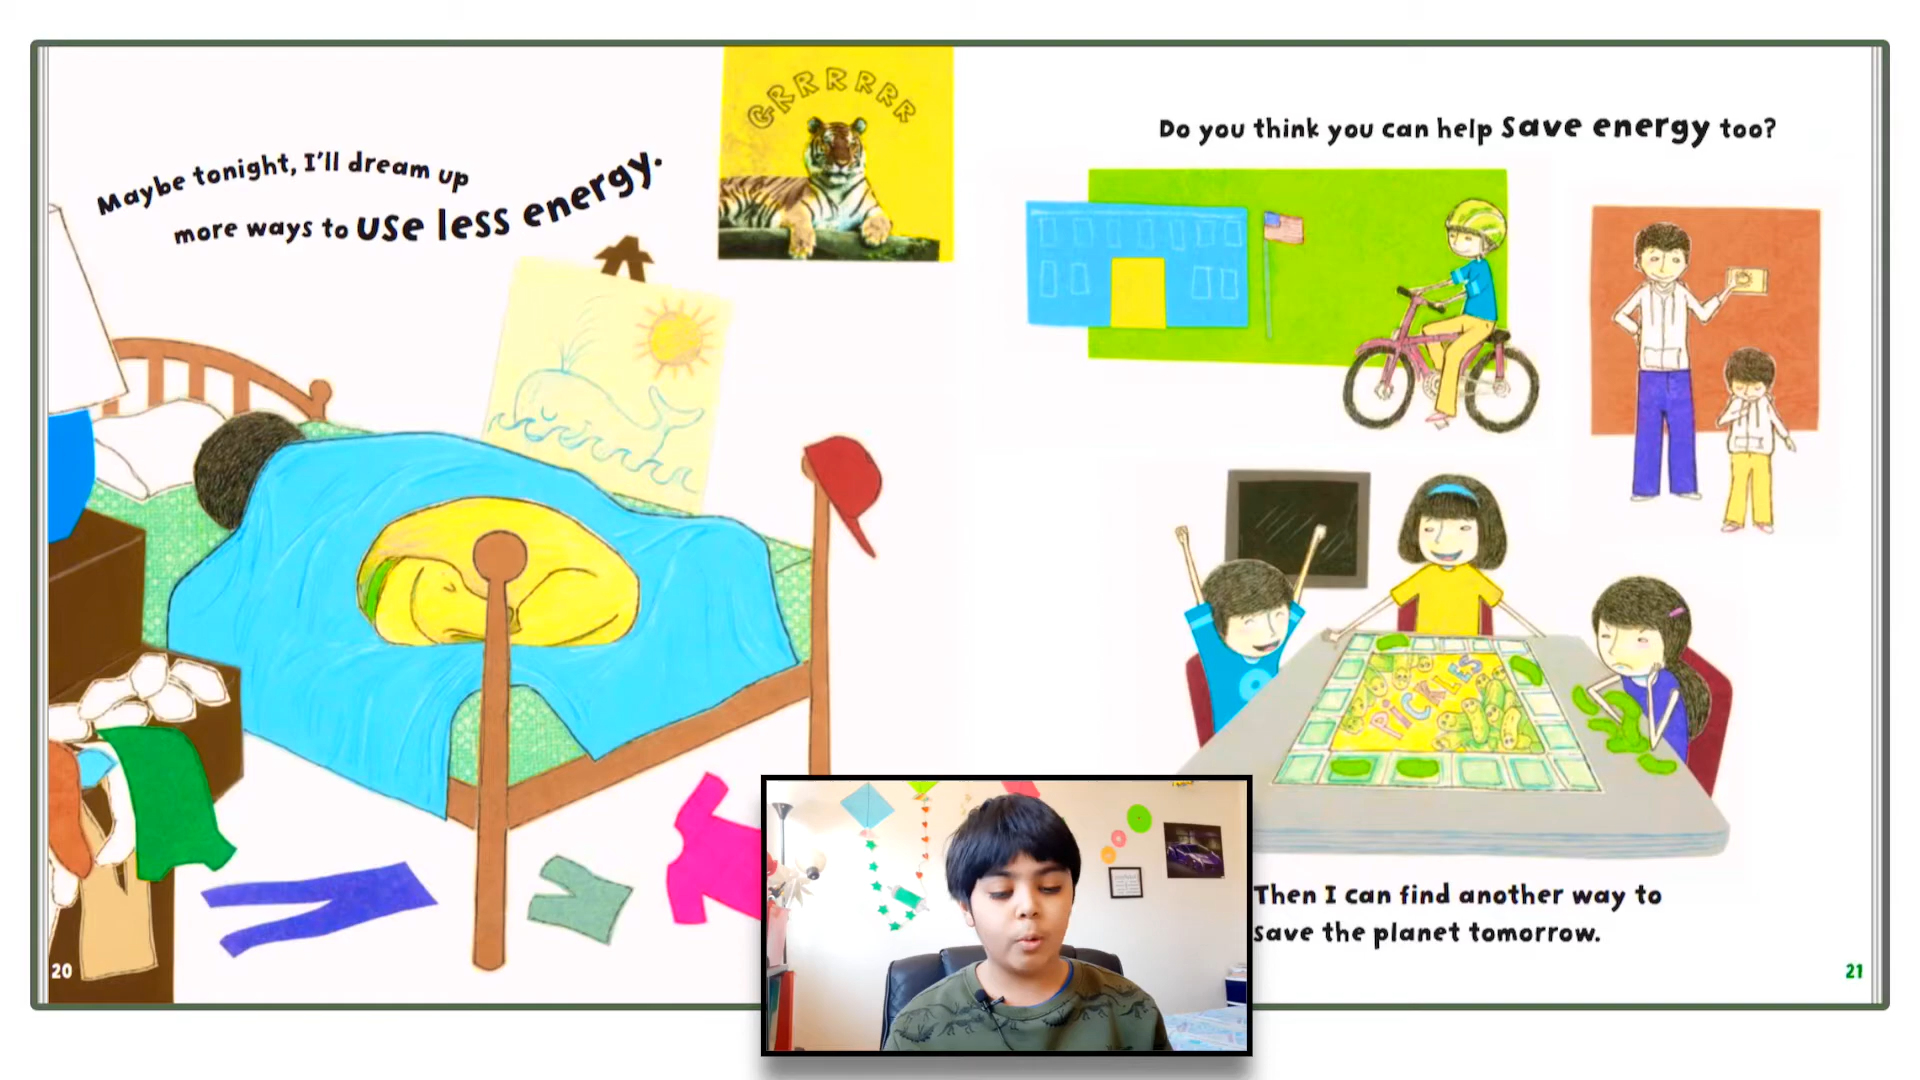 Maybe tonight, I'll dream up
more ways to use less energy.
GRRRRRR
20
Do you think you can help save energy too?
PICKLES
Then I can find another way to
save the planet tomorrow.
21